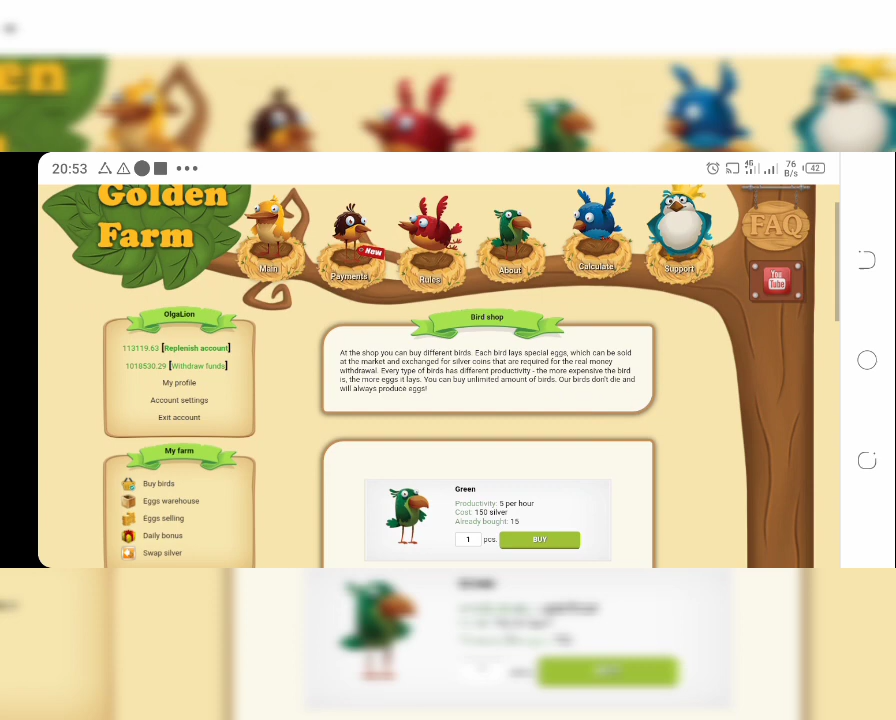 en
20:53
4G
76
B/s
42
Golden
Farm
Main
Payments
New
Rules
About
Calculate
Support
FAQ
You
Tube
OlgaLion
113119.63 [Replenish account]
1018530.29 [Withdraw funds]
My profile
Account settings
Exit account
My farm
Buy birds
Eggs warehouse
Eggs selling
Daily bonus
Swap silver
Bird shop
At the shop you can buy different birds. Each bird lays special eggs, which can be sold
at the market and exchanged for silver coins that are required for the real money
withdrawal. Every type of birds has different productivity - the more expensive the bird
is, the more eggs it lays. You can buy unlimited amount of birds. Our birds don't die and
will always produce eggs!
Green
Productivity: 5 per hour
Cost: 150 silver
Already bought: 15
1 pcs. BUY